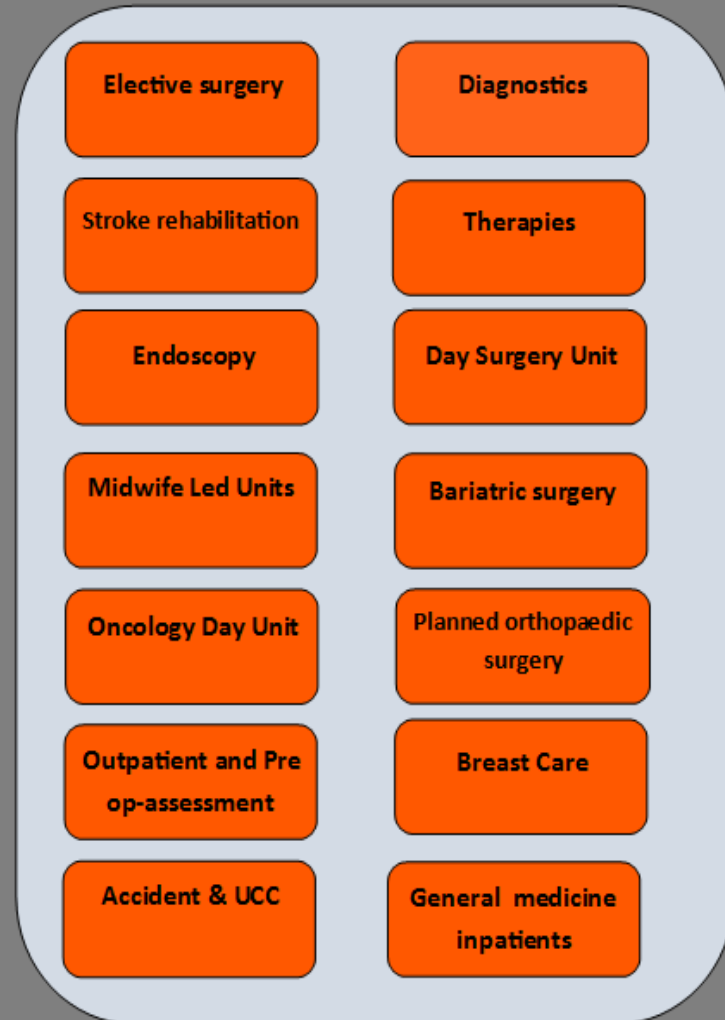 Elective surgery
Diagnostics
Stroke rehabilitation
Therapies
Endoscopy
Day Surgery Unit
Midwife Led Units
Bariatric surgery
Oncology Day Unit
Planned orthopaedic
surgery
Outpatient and Pre
op-assessment
Breast Care
Accident & UCC
General medicine
inpatients